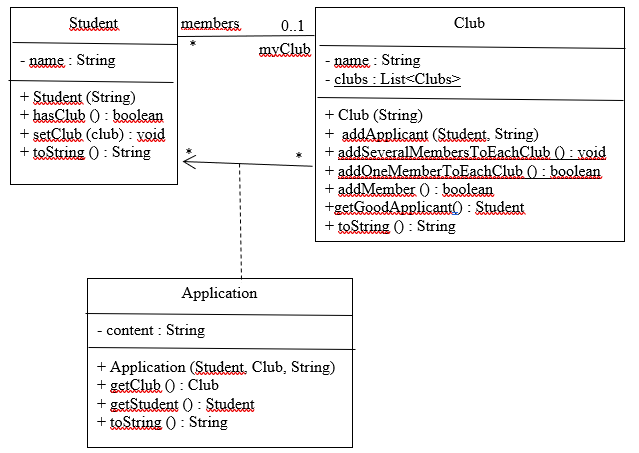 Student
- name : String
+ Student (String)
+ hasClub () : boolean
+ setClub (club) : void
+ toString () : String
members
*
0..1
myClub
*
*
Club
- name : String
- clubs : List<Clubs>
+ Club (String)
+ addApplicant (Student, String)
+ addSeveralMembersToEachClub () : void
+ addOneMemberToEachClub () : boolean
+ addMember () : boolean
+getGoodApplicant() : Student
+ toString () : String
Application
- content : String
+ Application (Student, Club, String)
+ getClub () : Club
+ getStudent () : Student
+ toString () : String